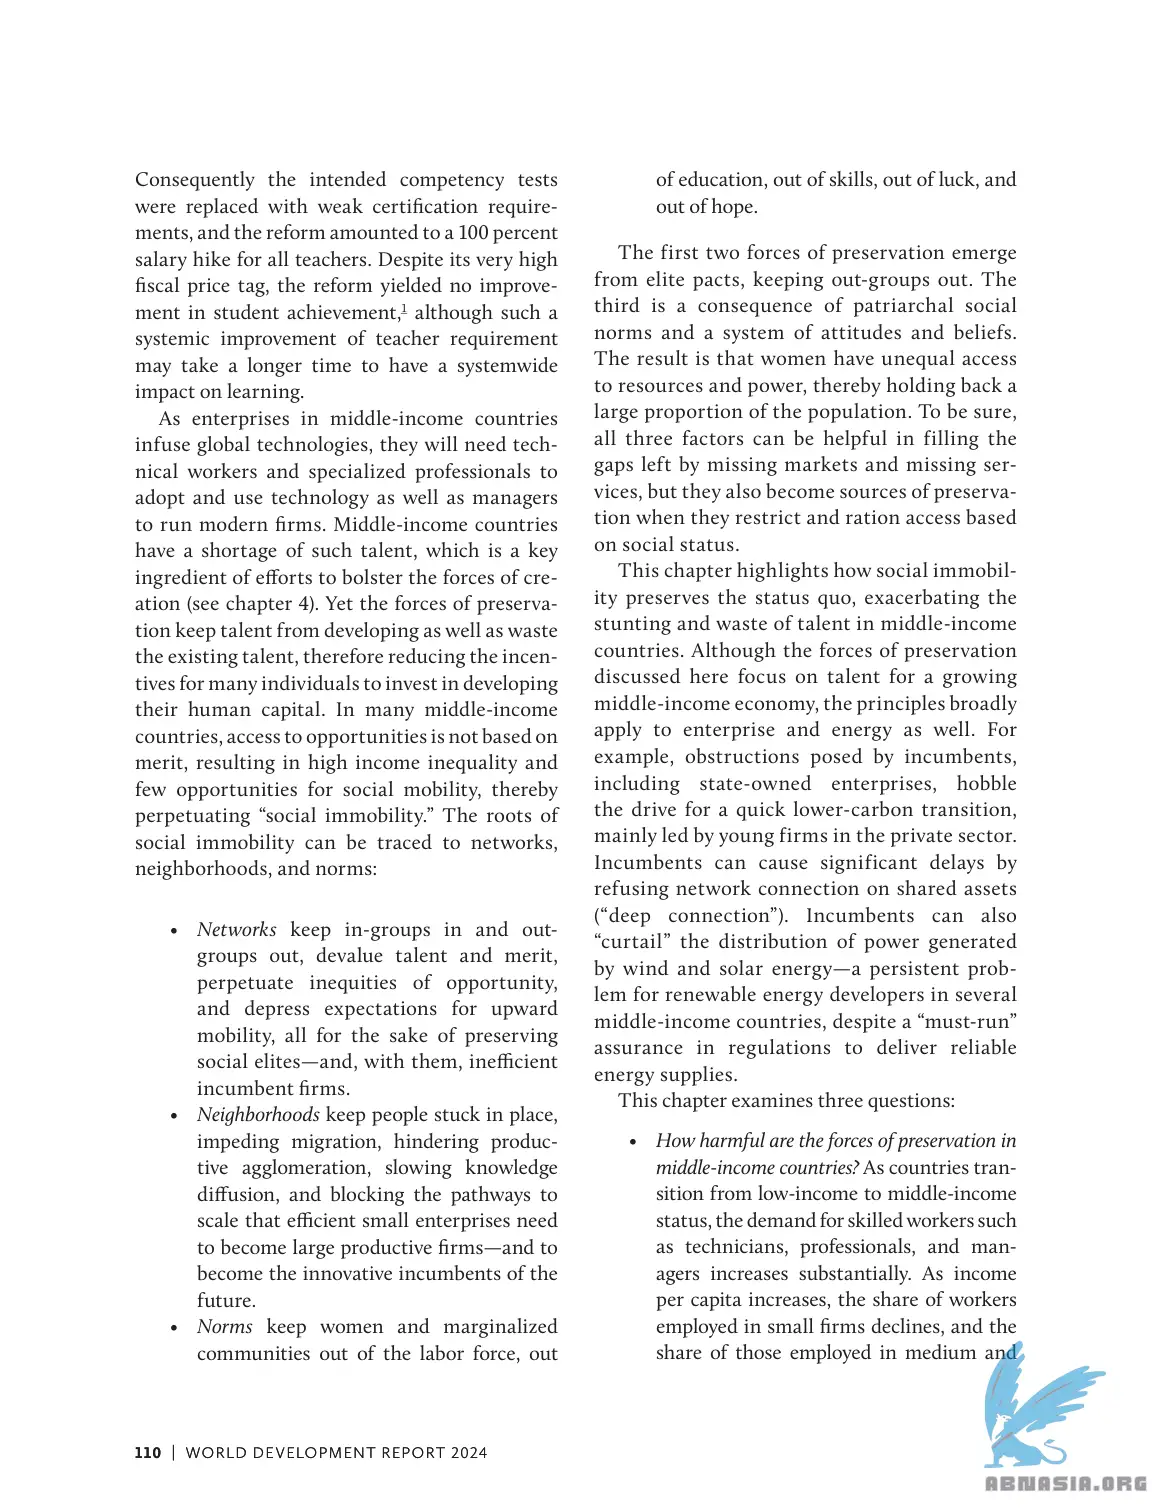 Consequently the intended competency tests
were replaced with weak certification require-
ments, and the reform amounted to a 100 percent
salary hike for all teachers. Despite its very high
fiscal price tag, the reform yielded no improve-
ment in student achievement,1 although such a
systemic improvement of teacher requirement
may take a longer time to have a systemwide
impact on learning.
As enterprises in middle-income countries
infuse global technologies, they will need tech-
nical workers and specialized professionals to
adopt and use technology as well as managers
to run modern firms. Middle-income countries
have a shortage of such talent, which is a key
ingredient of efforts to bolster the forces of cre-
ation (see chapter 4). Yet the forces of preserva-
tion keep talent from developing as well as waste
the existing talent, therefore reducing the incen-
tives for many individuals to invest in developing
their human capital. In many middle-income
countries, access to opportunities is not based on
merit, resulting in high income inequality and
few opportunities for social mobility, thereby
perpetuating “social immobility.” The roots of
social immobility can be traced to networks,
neighborhoods, and norms:
• Networks keep in-groups in and out-
groups out, devalue talent and merit,
perpetuate inequities of opportunity,
and depress expectations for upward
mobility, all for the sake of preserving
social elites—and, with them, inefficient
incumbent firms.
• Neighborhoods keep people stuck in place,
impeding migration, hindering produc-
tive agglomeration, slowing knowledge
diffusion, and blocking the pathways to
scale that efficient small enterprises need
to become large productive firms—and to
become the innovative incumbents of the
future.
• Norms keep women and marginalized
communities out of the labor force, out
of education, out of skills, out of luck, and
out of hope.
The first two forces of preservation emerge
from elite pacts, keeping out-groups out. The
third is a consequence of patriarchal social
norms and a system of attitudes and beliefs.
The result is that women have unequal access
to resources and power, thereby holding back a
large proportion of the population. To be sure,
all three factors can be helpful in filling the
gaps left by missing markets and missing ser-
vices, but they also become sources of preserva-
tion when they restrict and ration access based
on social status.
This chapter highlights how social immobil-
ity preserves the status quo, exacerbating the
stunting and waste of talent in middle-income
countries. Although the forces of preservation
discussed here focus on talent for a growing
middle-income economy, the principles broadly
apply to enterprise and energy as well. For
example, obstructions posed by incumbents,
including state-owned enterprises, hobble
the drive for a quick lower-carbon transition,
mainly led by young firms in the private sector.
Incumbents can cause significant delays by
refusing network connection on shared assets
(“deep connection”). Incumbents can also
“curtail” the distribution of power generated
by wind and solar energy—a persistent prob-
lem for renewable energy developers in several
middle-income countries, despite a “must-run”
assurance in regulations to deliver reliable
energy supplies.
This chapter examines three questions:
• How harmful are the forces of preservation in
middle-income countries? As countries tran-
sition from low-income to middle-income
status, the demand for skilled workers such
as technicians, professionals, and man-
agers increases substantially. As income
per capita increases, the share of workers
employed in small firms declines, and the
share of those employed in medium and
110 | WORLD DEVELOPMENT REPORT 2024
ABNASIA.ORG